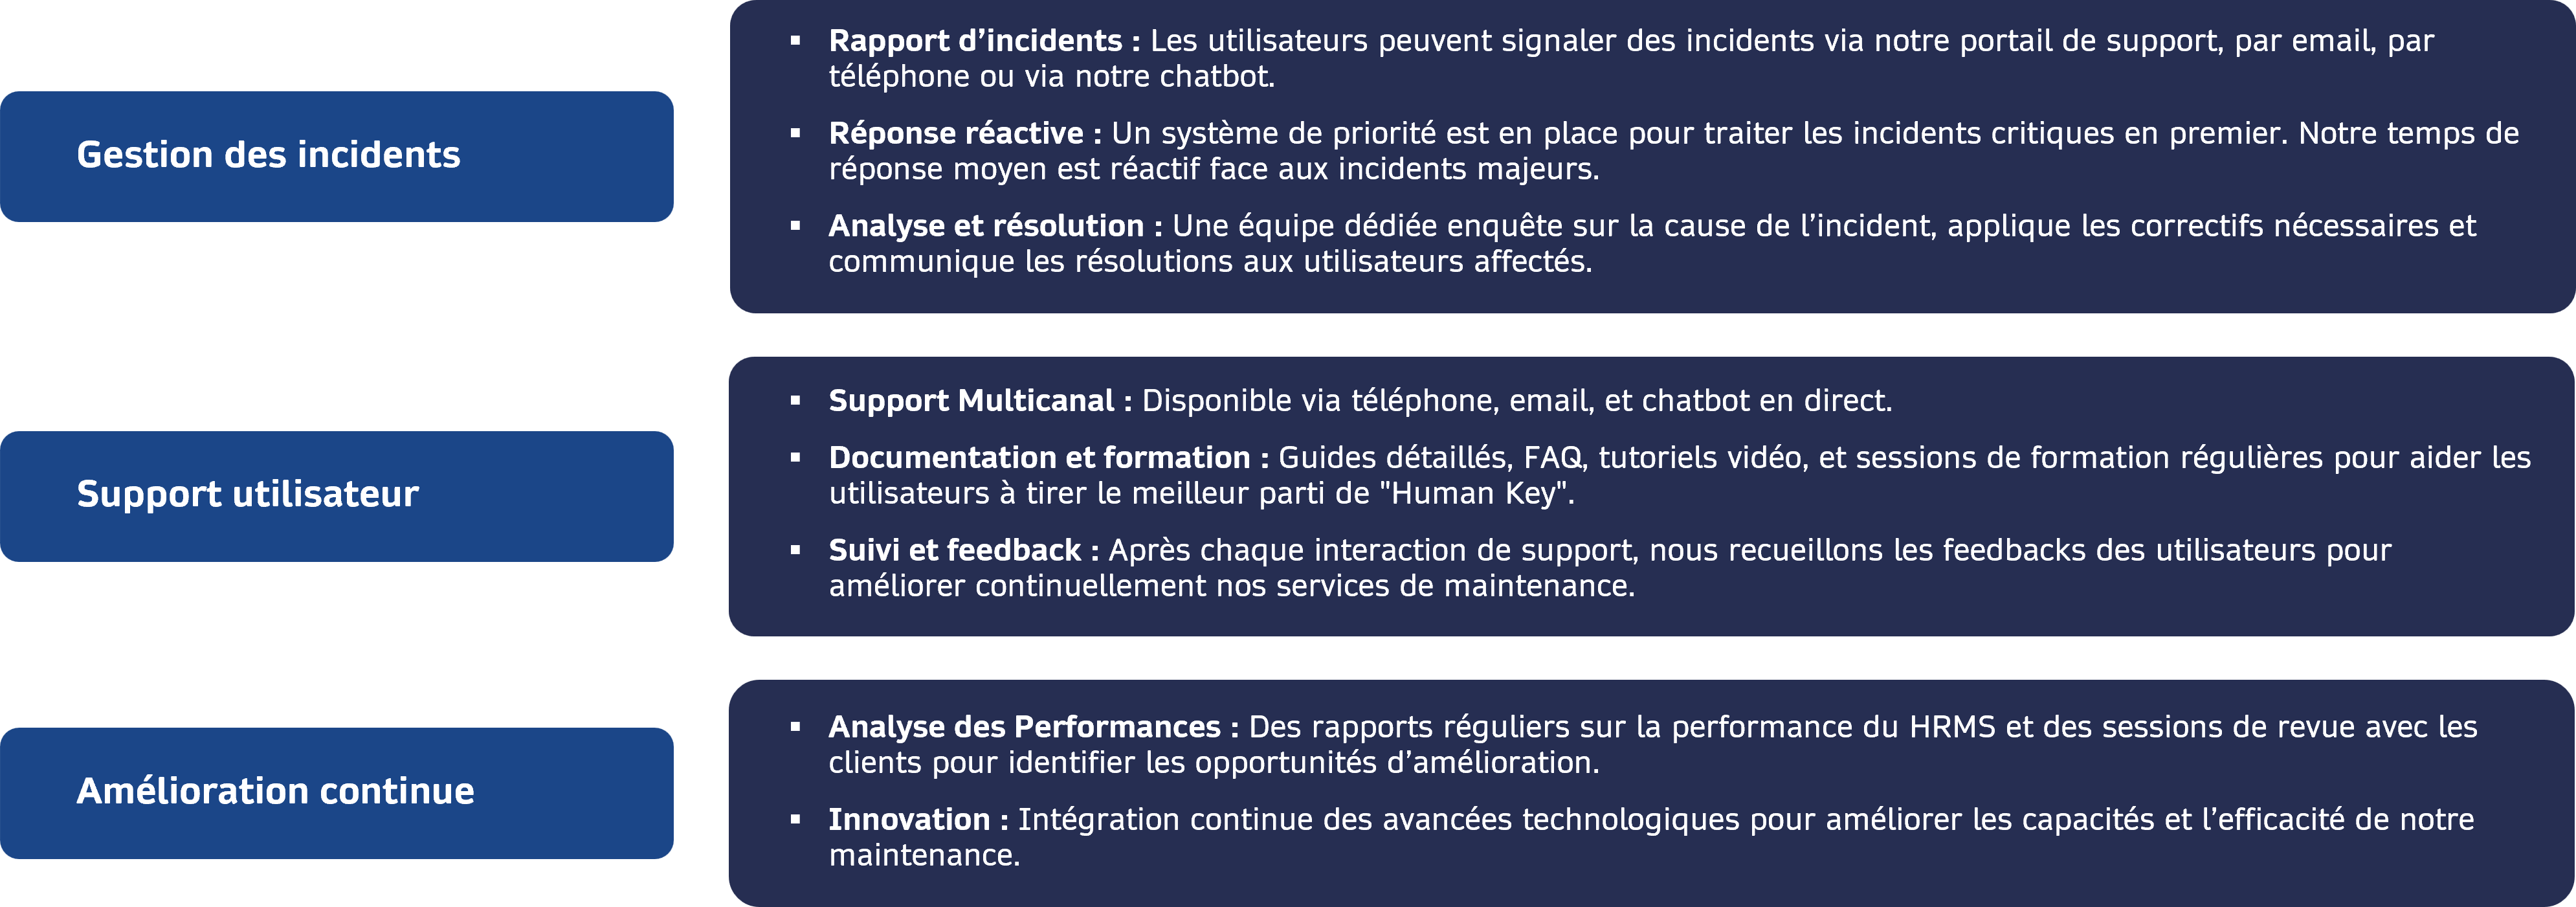 Gestion des incidents
▪ Rapport d’incidents : Les utilisateurs peuvent signaler des incidents via notre portail de support, par email, par
téléphone ou via notre chatbot.
▪ Réponse réactive : Un système de priorité est en place pour traiter les incidents critiques en premier. Notre temps de
réponse moyen est réactif face aux incidents majeurs.
▪ Analyse et résolution : Une équipe dédiée enquête sur la cause de l’incident, applique les correctifs nécessaires et
communique les résolutions aux utilisateurs affectés.
Support utilisateur
▪ Support Multicanal : Disponible via téléphone, email, et chatbot en direct.
▪ Documentation et formation : Guides détaillés, FAQ, tutoriels vidéo, et sessions de formation régulières pour aider les
utilisateurs à tirer le meilleur parti de "Human Key".
▪ Suivi et feedback : Après chaque interaction de support, nous recueillons les feedbacks des utilisateurs pour
améliorer continuellement nos services de maintenance.
Amélioration continue
▪ Analyse des Performances : Des rapports réguliers sur la performance du HRMS et des sessions de revue avec les
clients pour identifier les opportunités d’amélioration.
▪ Innovation : Intégration continue des avancées technologiques pour améliorer les capacités et l’efficacité de notre
maintenance.